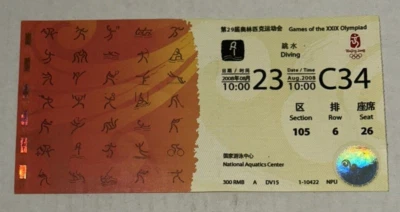 第29届奥林匹克运动会 Games of the XXIX Olympiad
跳水
Diving
Beijing 2008
日期 / 时间 Date / Time
2008年08月 23 Aug.2008 C34
10:00 10:00
区 排 座席
Section Row Seat
105 6 26
国家游泳中心
National Aquatics Center
300 RMB A DV15 1-10422 NPU